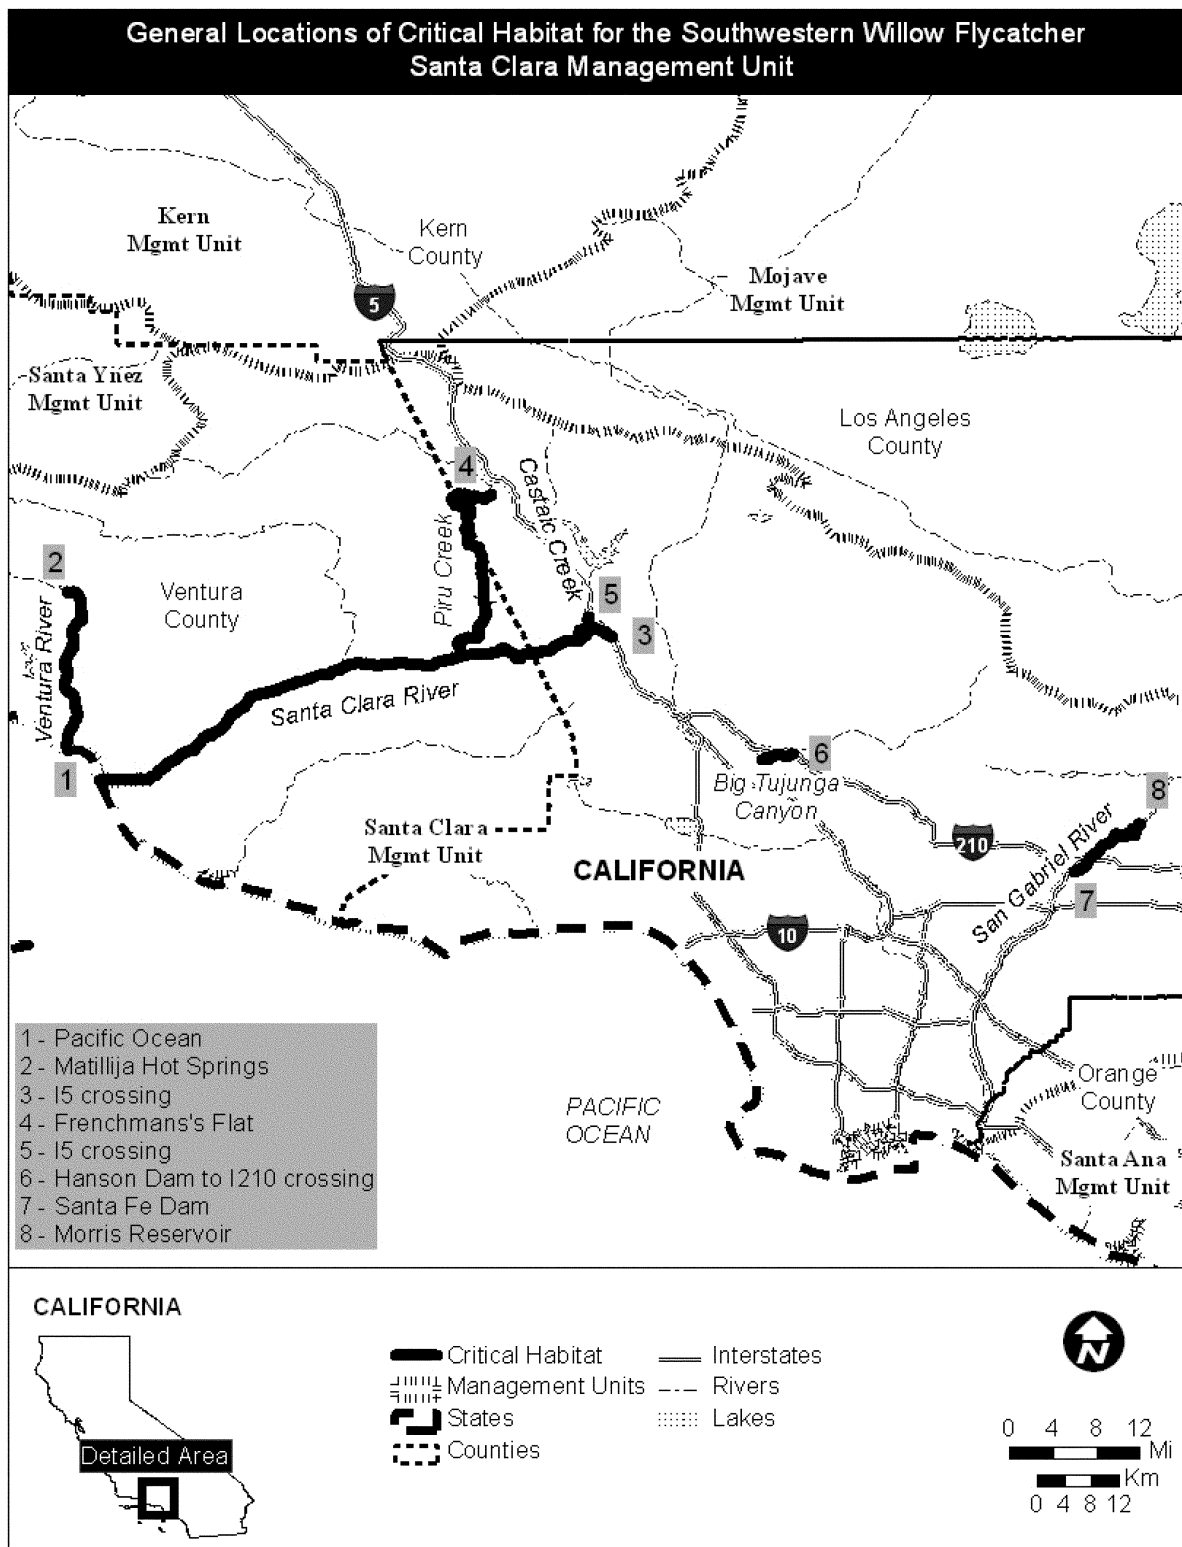 General Locations of Critical Habitat for the Southwestern Willow Flycatcher
Santa Clara Management Unit
Kern
Mgmt Unit
Kern
County
Mojave
Mgmt Unit
5
Santa Ynez
Mgmt Unit
Los Angeles
County
4
Castaic Creek
Piru Creek
2
Ventura
County
5
3
Ventura River
Santa Clara River
1
6
Big Tujunga
Canyon
8
Santa Clara
Mgmt Unit
CALIFORNIA
210
San Gabriel River
7
10
1 - Pacific Ocean
2 - Matillija Hot Springs
3 - I5 crossing
4 - Frenchmans's Flat
5 - I5 crossing
6 - Hanson Dam to I210 crossing
7 - Santa Fe Dam
8 - Morris Reservoir
PACIFIC
OCEAN
Orange
County
Santa Ana
Mgmt Unit
CALIFORNIA
Detailed Area
Critical Habitat
Management Units
States
Counties
Interstates
Rivers
Lakes
N
0 4 8 12
Mi
Km
0 4 8 12